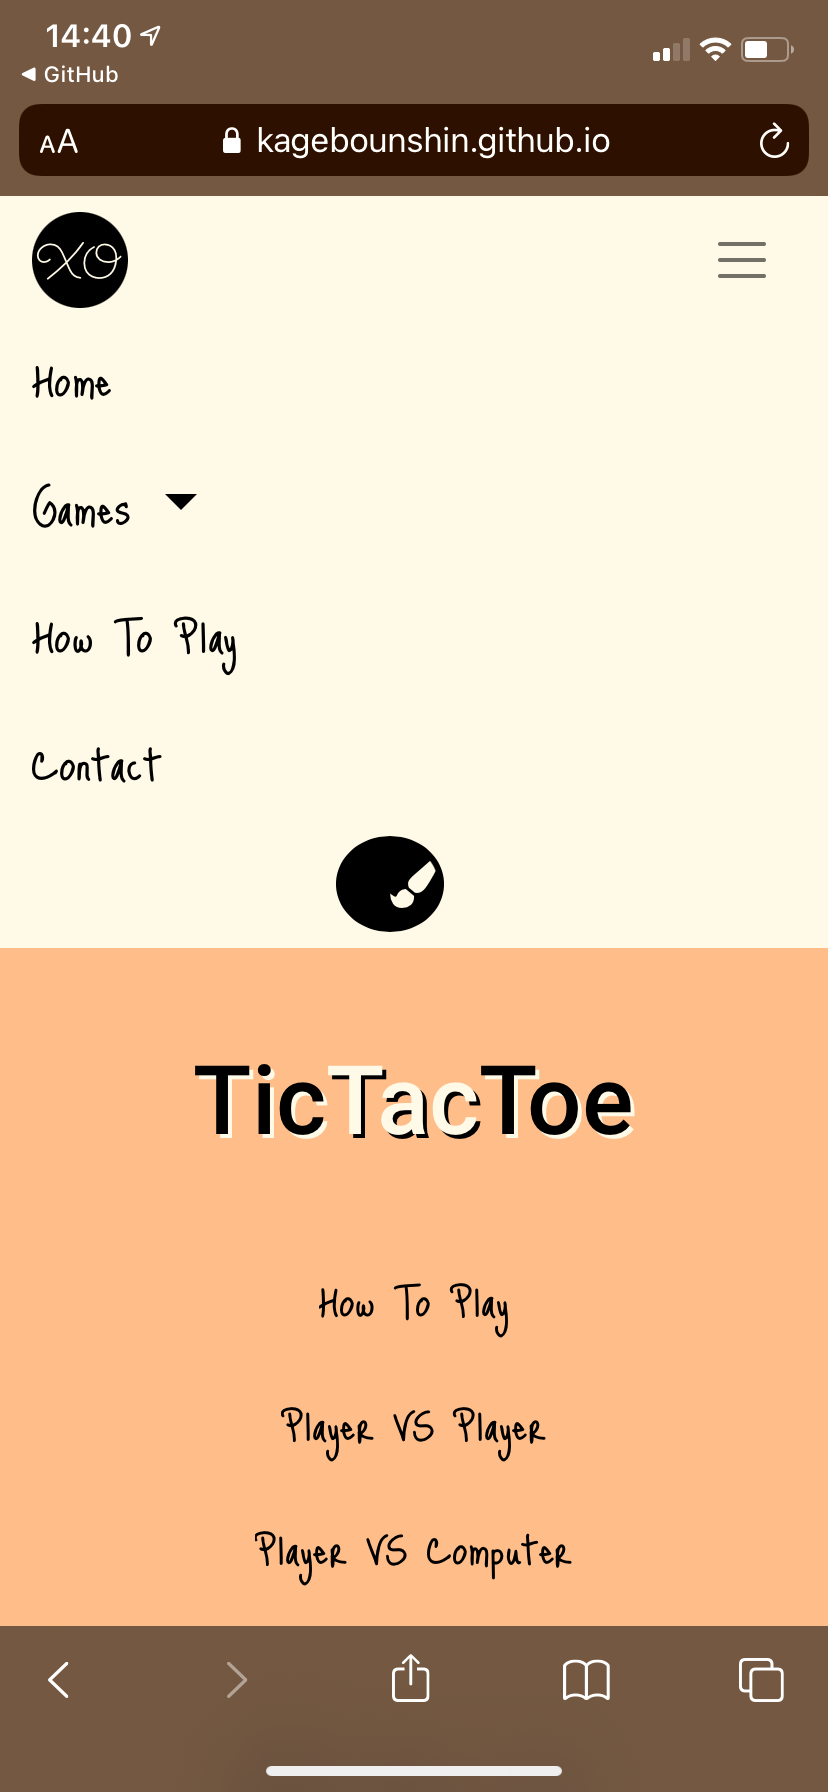 14:40
GitHub
AA kagebounshin.github.io
XO
Home
Games
How To Play
Contact
TicTacToe
How To Play
Player VS Player
Player VS Computer